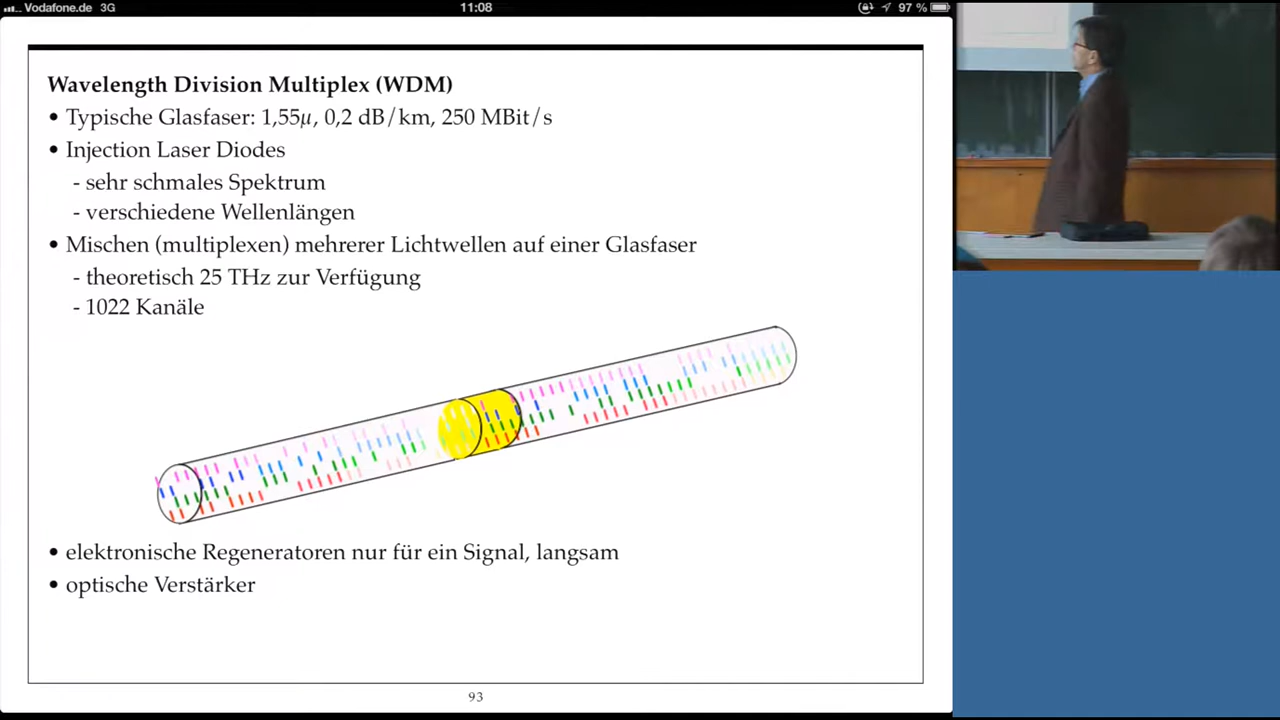 Vodafone.de 3G 11:08 97 %
Wavelength Division Multiplex (WDM)
• Typische Glasfaser: 1,55µ, 0,2 dB/km, 250 MBit/s
• Injection Laser Diodes
- sehr schmales Spektrum
- verschiedene Wellenlängen
• Mischen (multiplexen) mehrerer Lichtwellen auf einer Glasfaser
- theoretisch 25 THz zur Verfügung
- 1022 Kanäle
• elektronische Regeneratoren nur für ein Signal, langsam
• optische Verstärker
93